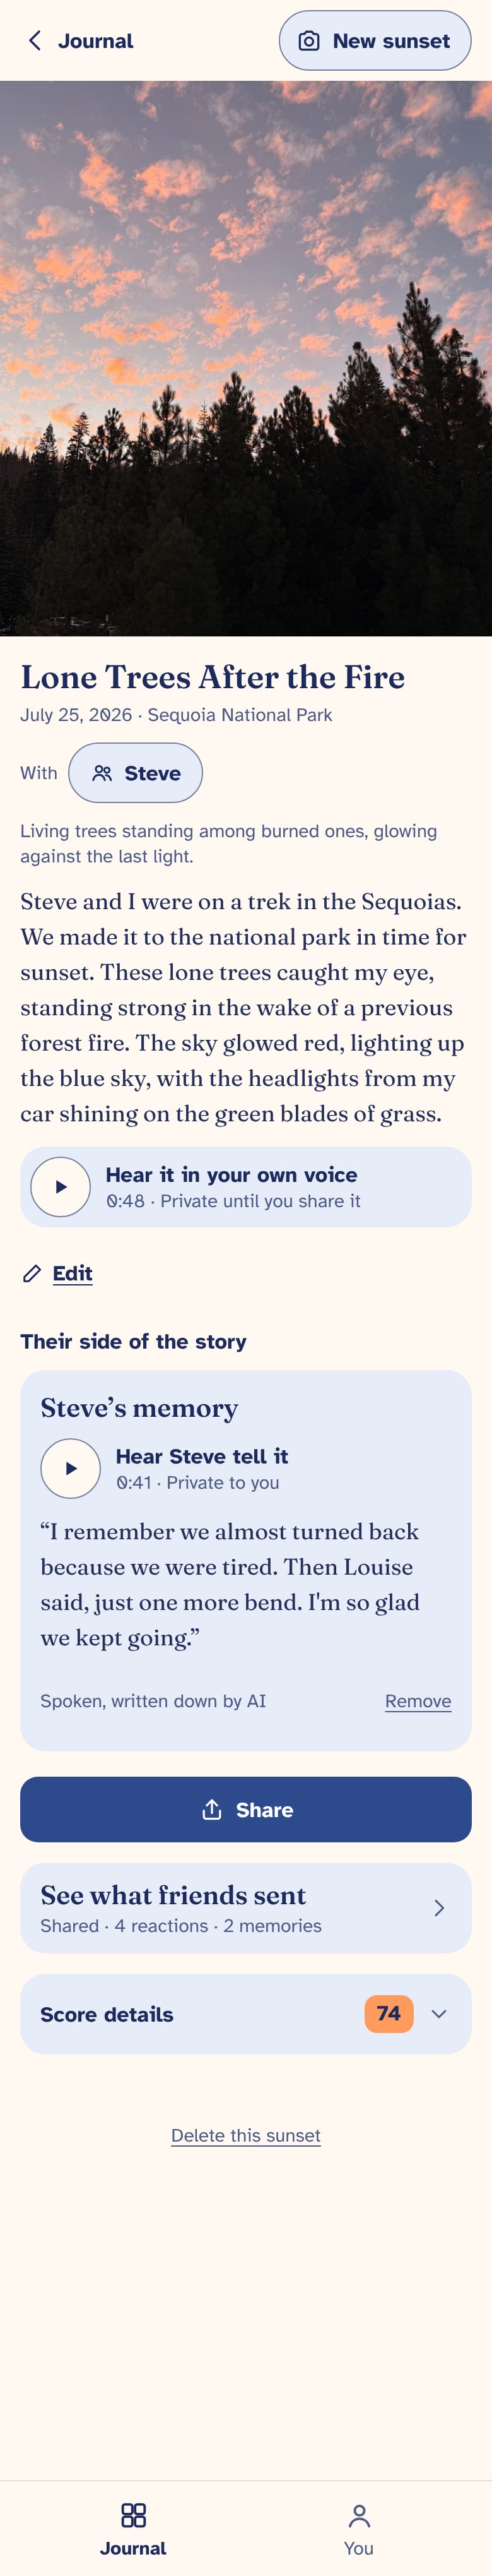 Journal
New sunset
Lone Trees After the Fire
July 25, 2026 · Sequoia National Park
With
Steve
Living trees standing among burned ones, glowing
against the last light.
Steve and I were on a trek in the Sequoias.
We made it to the national park in time for
sunset. These lone trees caught my eye,
standing strong in the wake of a previous
forest fire. The sky glowed red, lighting up
the blue sky, with the headlights from my
car shining on the green blades of grass.
Hear it in your own voice
0:48 · Private until you share it
Edit
Their side of the story
Steve’s memory
Hear Steve tell it
0:41 · Private to you
“I remember we almost turned back
because we were tired. Then Louise
said, just one more bend. I'm so glad
we kept going.”
Spoken, written down by AI
Remove
Share
See what friends sent
Shared · 4 reactions · 2 memories
Score details
74
Delete this sunset
Journal
You